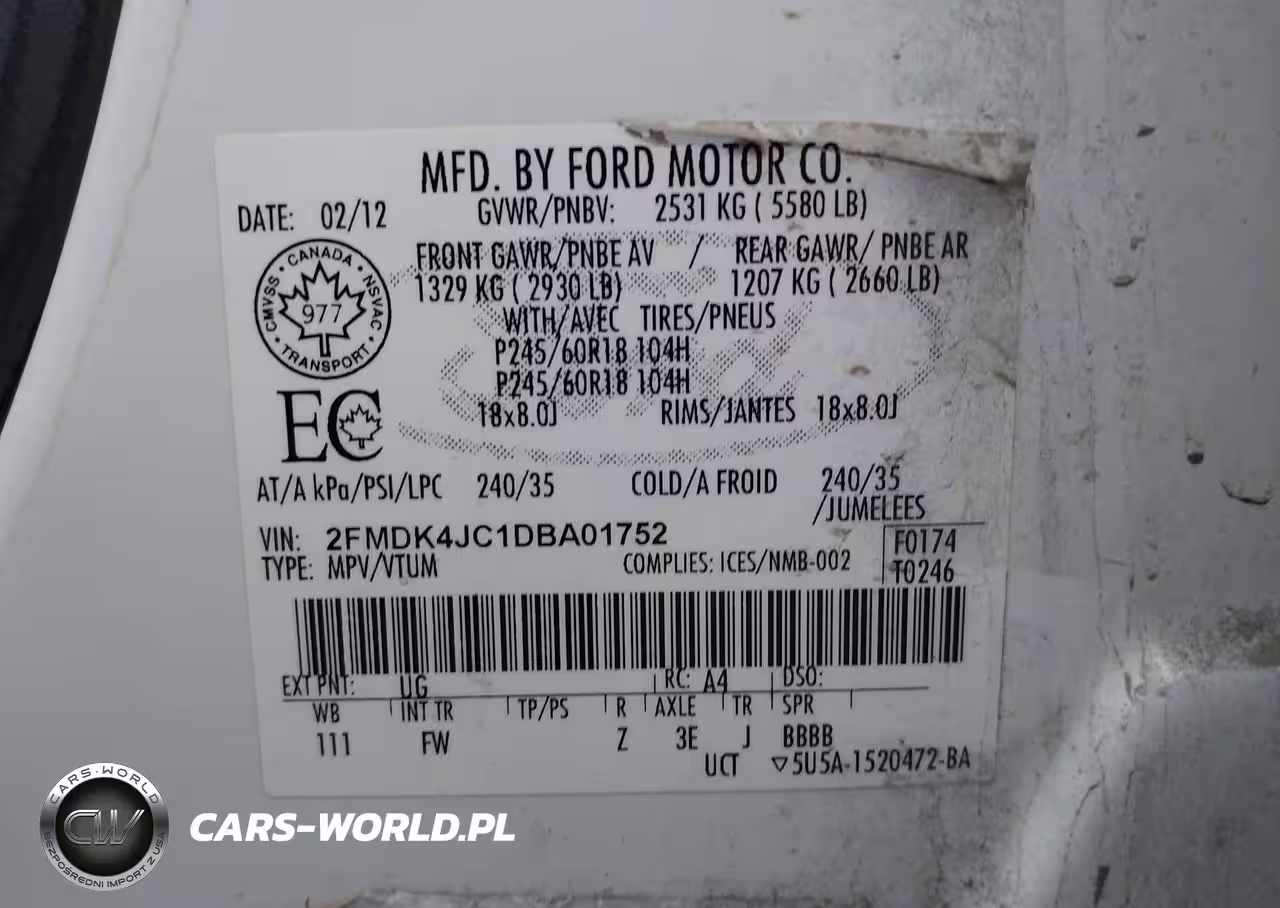 MFD. BY FORD MOTOR CO.
DATE: 02/12 GVWR/PNBV: 2531 KG ( 5580 LB)
FRONT GAWR/PNBE AV / REAR GAWR/ PNBE AR
1329 KG ( 2930 LB) 1207 KG ( 2660 LB)
WITH/AVEC TIRES/PNEUS
P245/60R18 104H
P245/60R18 104H
18x8.0J RIMS/JANTES 18x8.0J
CANADA · NSVAC · TRANSPORT · CMVSS ·
977
EC
AT/A kPa/PSI/LPC 240/35 COLD/A FROID 240/35
/JUMELEES
VIN: 2FMDK4JC1DBA01752
F0174
TYPE: MPV/VTUM COMPLIES: ICES/NMB-002
T0246
EXT PNT: UG RC: A4 DSO:
WB INT TR TP/PS R AXLE TR SPR
111 FW Z 3E J BBBB
UCT ▽5U5A-1520472-BA
CARS-WORLD
CW
BEZPOŚREDNI IMPORT Z USA
CARS-WORLD.PL